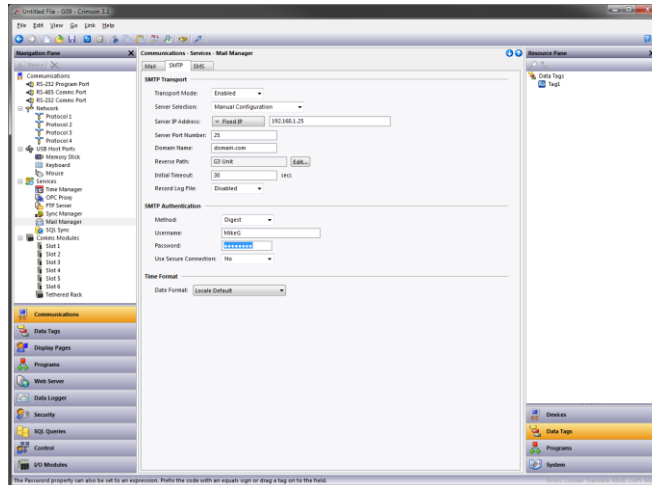 Untitled File - G09 - Crimson 3.1
File Edit View Go Link Help
Navigation Pane
Communications - Services - Mail Manager
Resource Pane
Communications
RS-232 Program Port
RS-485 Comms Port
RS-232 Comms Port
Network
Protocol 1
Protocol 2
Protocol 3
Protocol 4
USB Host Ports
Memory Stick
Keyboard
Mouse
Services
Time Manager
OPC Proxy
FTP Server
Sync Manager
Mail Manager
SQL Sync
Comms Modules
Slot 1
Slot 2
Slot 3
Slot 4
Slot 5
Slot 6
Tethered Rack
Communications
Data Tags
Display Pages
Programs
Web Server
Data Logger
Security
SQL Queries
Control
I/O Modules
Mail SMTP SMS
SMTP Transport
Transport Mode: Enabled
Server Selection: Manual Configuration
Server IP Address: Fixed IP 192.168.1.25
Server Port Number: 25
Domain Name: domain.com
Reverse Path: G3 Unit Edit...
Initial Timeout: 30 secs
Record Log File: Disabled
SMTP Authentication
Method: Digest
Username: MikeG
Password:
Use Secure Connection: No
Time Format
Date Format: Locale Default
Data Tags
Tag1
Devices
Data Tags
Programs
System
The Password property can also be set to an expression. Prefix the code with an equals sign or drag a tag on to the field.